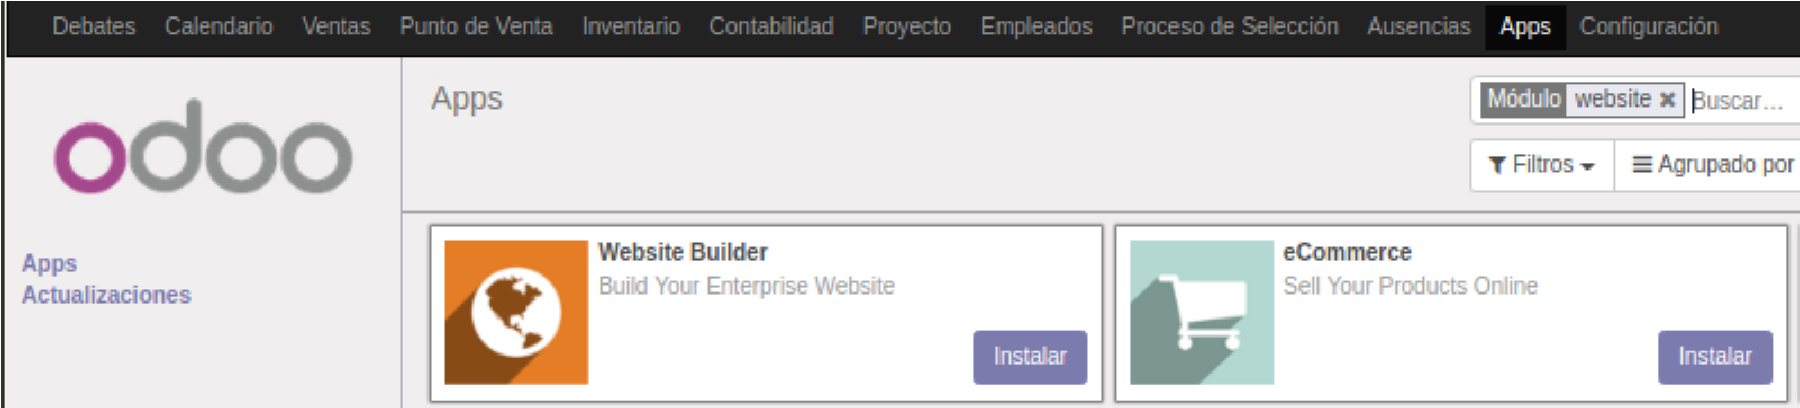 Debates Calendario Ventas Punto de Venta Inventario Contabilidad Proyecto Empleados Proceso de Selección Ausencias Apps Configuración
odoo
Apps
Actualizaciones
Apps
Módulo website ✖ Buscar...
Filtros
Agrupado por
Website Builder
Build Your Enterprise Website
Instalar
eCommerce
Sell Your Products Online
Instalar